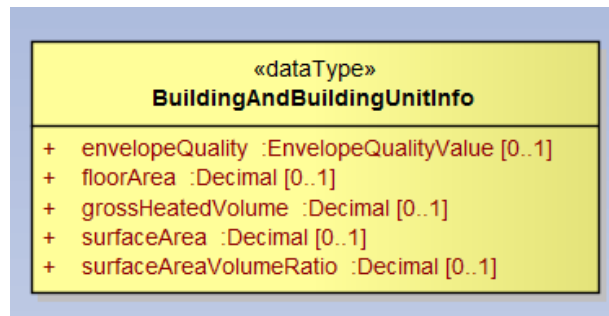 «dataType»
BuildingAndBuildingUnitInfo
+ envelopeQuality :EnvelopeQualityValue [0..1]
+ floorArea :Decimal [0..1]
+ grossHeatedVolume :Decimal [0..1]
+ surfaceArea :Decimal [0..1]
+ surfaceAreaVolumeRatio :Decimal [0..1]